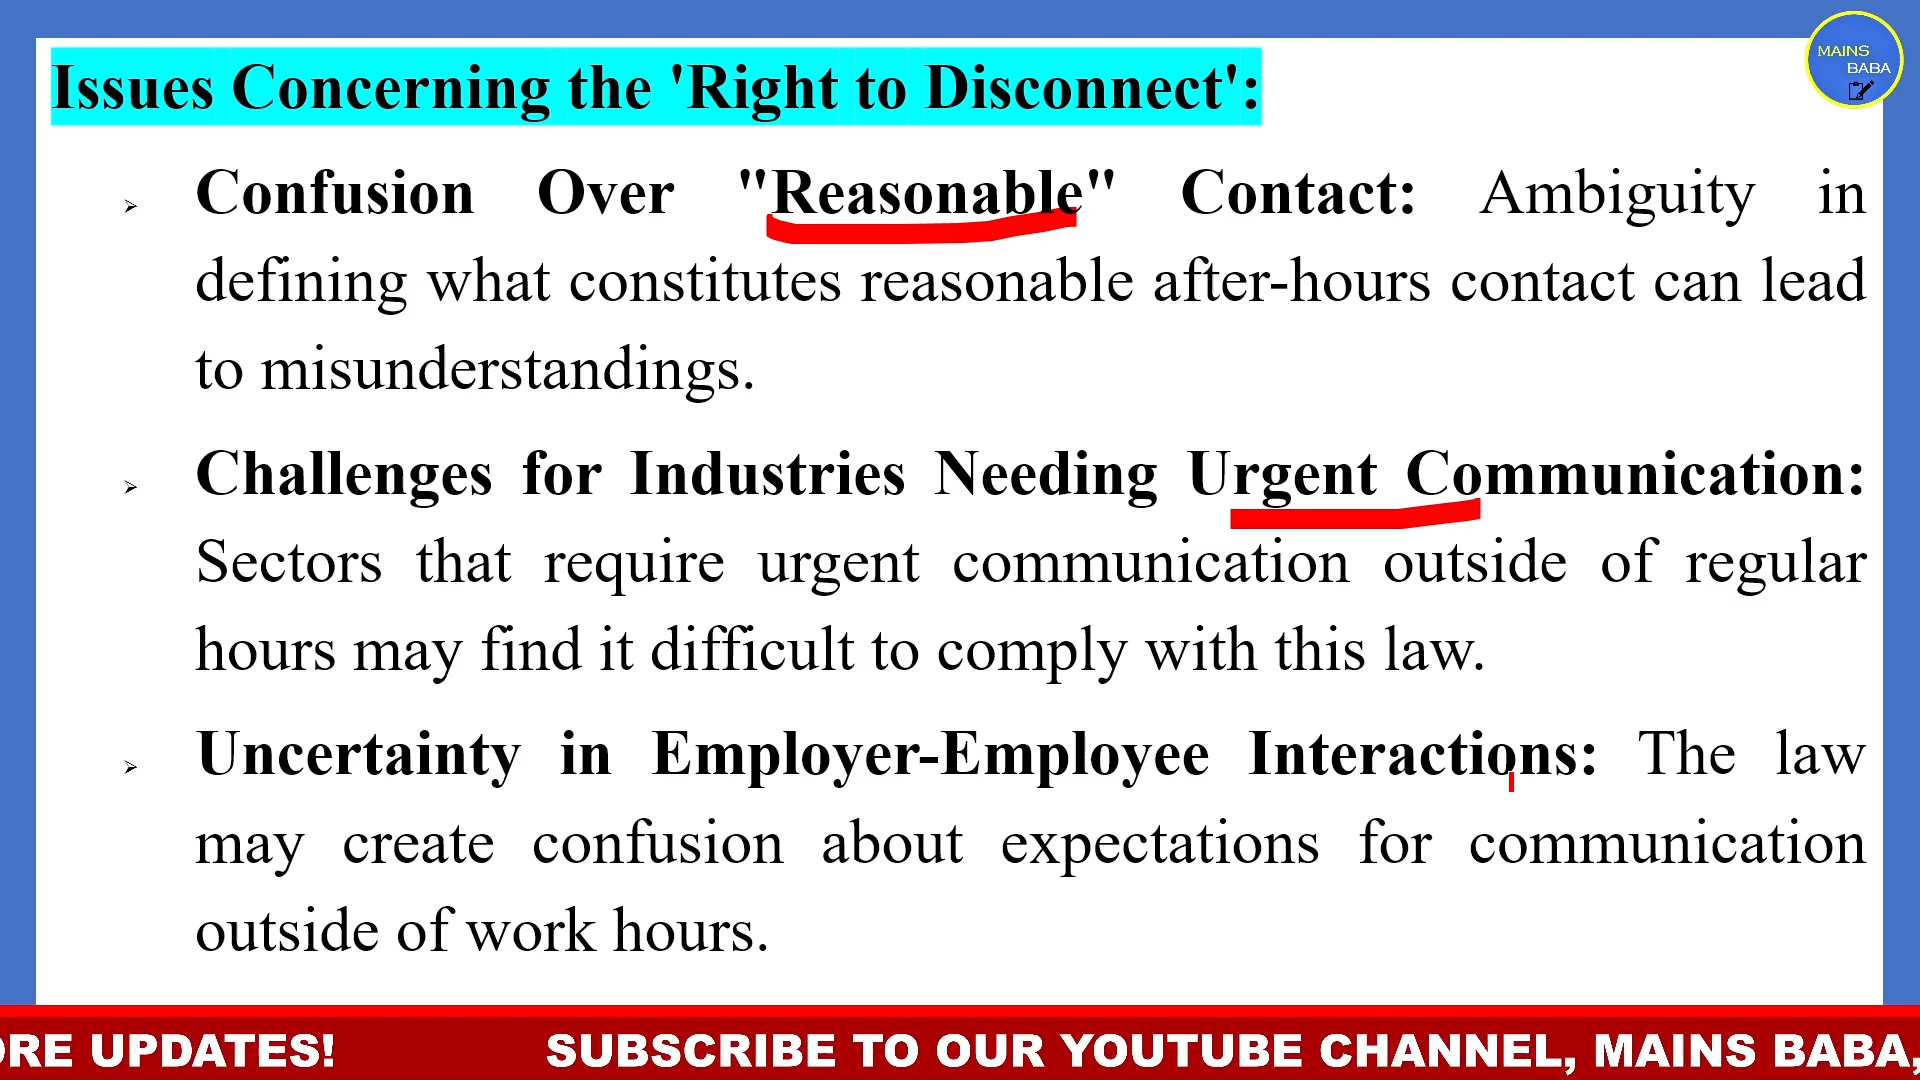 MAINS
BABA
Issues Concerning the 'Right to Disconnect':
➢ Confusion Over "Reasonable" Contact: Ambiguity in
defining what constitutes reasonable after-hours contact can lead
to misunderstandings.
➢ Challenges for Industries Needing Urgent Communication:
Sectors that require urgent communication outside of regular
hours may find it difficult to comply with this law.
➢ Uncertainty in Employer-Employee Interactions: The law
may create confusion about expectations for communication
outside of work hours.
ORE UPDATES! SUBSCRIBE TO OUR YOUTUBE CHANNEL, MAINS BABA,